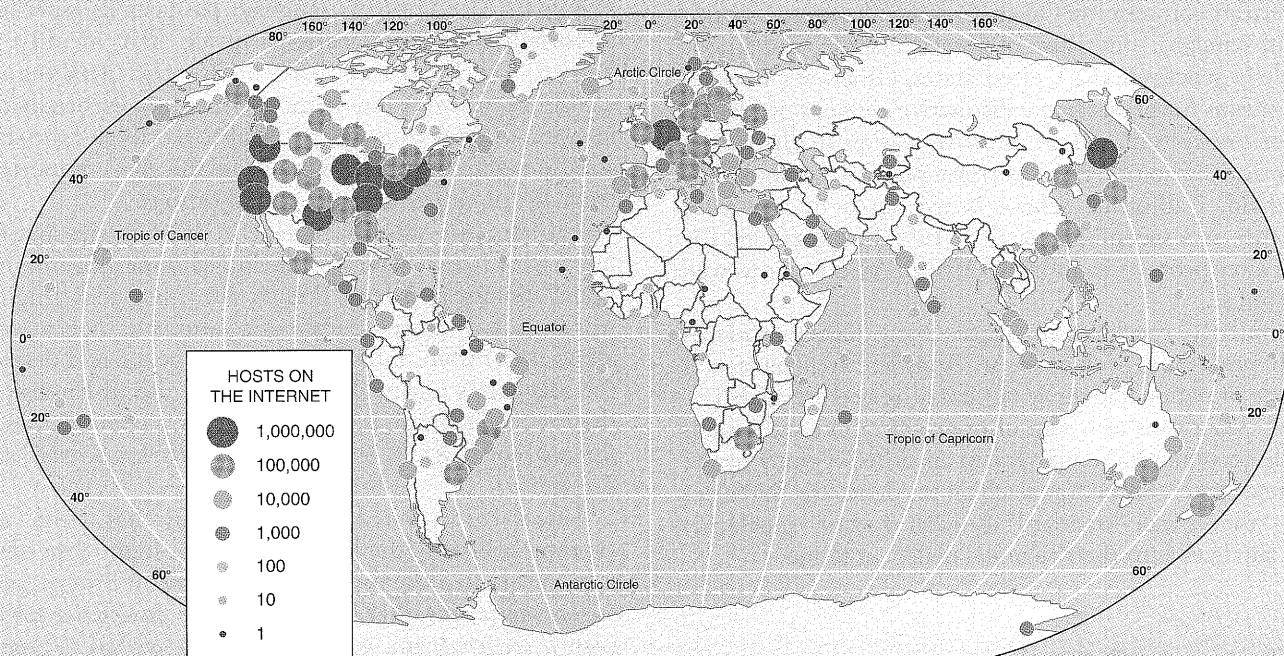 160° 140° 120° 100° 20° 0° 20° 40° 60° 80° 100° 120° 140° 160°
80°
Arctic Circle
60°
40° 40°
Tropic of Cancer
20° 20°
Equator
0° 0°
HOSTS ON
THE INTERNET
1,000,000
100,000
10,000
1,000
100
10
1
20° 20°
Tropic of Capricorn
40°
60° 60°
Antarctic Circle